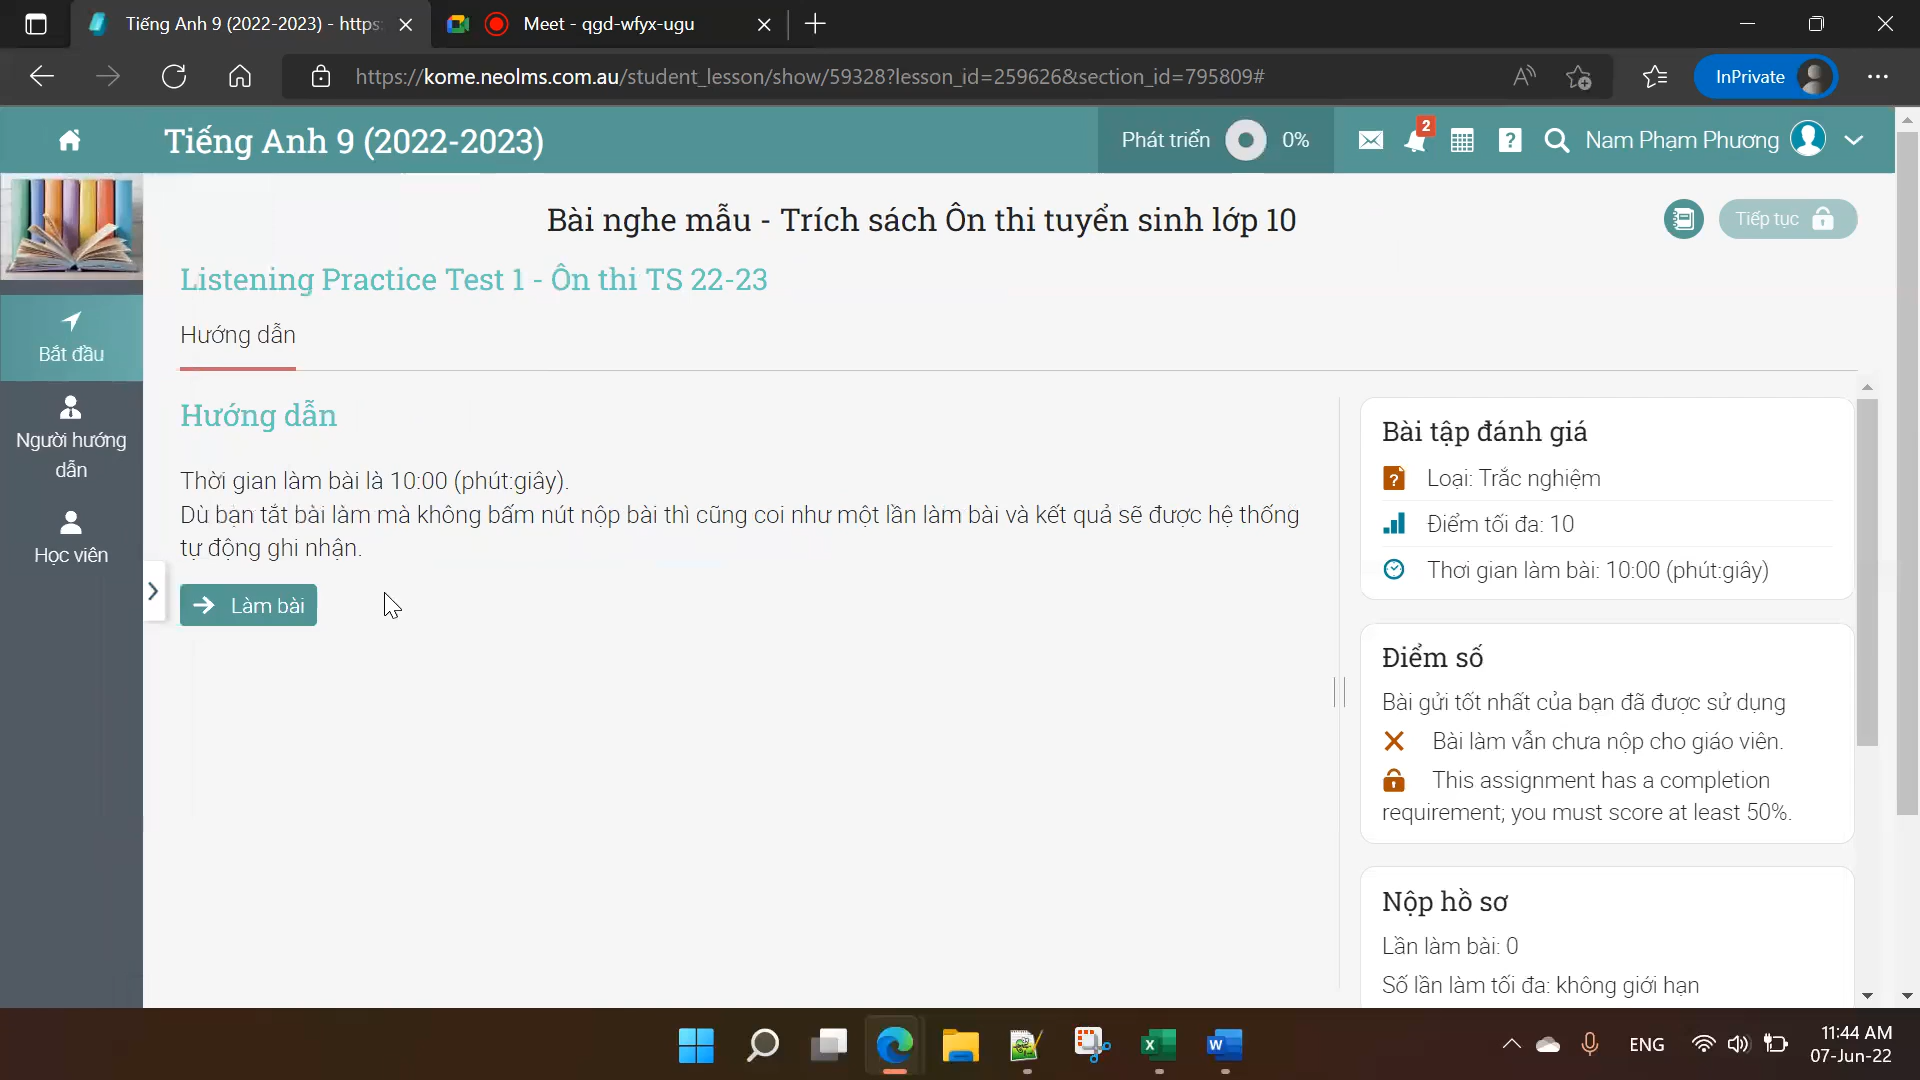 Tiếng Anh 9 (2022-2023) - https:
Meet - qgd-wfyx-ugu
https://kome.neolms.com.au/student_lesson/show/59328?lesson_id=259626&section_id=795809#
InPrivate
Tiếng Anh 9 (2022-2023)
Phát triển 0%
2
Nam Phạm Phương
Bài nghe mẫu - Trích sách Ôn thi tuyển sinh lớp 10
Tiếp tục
Listening Practice Test 1 - Ôn thi TS 22-23
Hướng dẫn
Bắt đầu
Người hướng
dẫn
Học viên
Hướng dẫn
Thời gian làm bài là 10:00 (phút:giây).
Dù bạn tắt bài làm mà không bấm nút nộp bài thì cũng coi như một lần làm bài và kết quả sẽ được hệ thống
tự động ghi nhận.
Làm bài
Bài tập đánh giá
Loại: Trắc nghiệm
Điểm tối đa: 10
Thơi gian làm bài: 10:00 (phút:giây)
Điểm số
Bài gửi tốt nhất của bạn đã được sử dụng
Bài làm vẫn chưa nộp cho giáo viên.
This assignment has a completion
requirement; you must score at least 50%.
Nộp hồ sơ
Lần làm bài: 0
Số lần làm tối đa: không giới hạn
ENG
11:44 AM
07-Jun-22